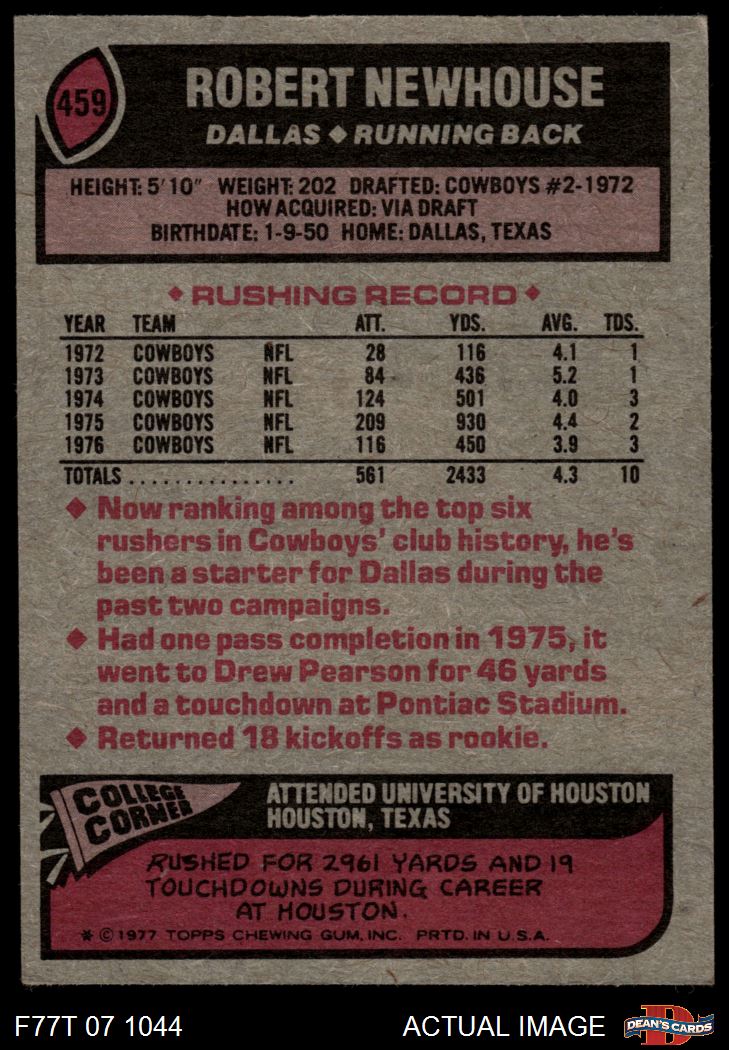 459
ROBERT NEWHOUSE
DALLAS ◆ RUNNING BACK
HEIGHT: 5'10" WEIGHT: 202 DRAFTED: COWBOYS #2-1972
HOW ACQUIRED: VIA DRAFT
BIRTHDATE: 1-9-50 HOME: DALLAS, TEXAS
◆ RUSHING RECORD ◆
YEAR TEAM ATT. YDS. AVG. TDS.
1972 COWBOYS NFL 28 116 4.1 1
1973 COWBOYS NFL 84 436 5.2 1
1974 COWBOYS NFL 124 501 4.0 3
1975 COWBOYS NFL 209 930 4.4 2
1976 COWBOYS NFL 116 450 3.9 3
TOTALS ............... 561 2433 4.3 10
◆ Now ranking among the top six
rushers in Cowboys' club history, he's
been a starter for Dallas during the
past two campaigns.
◆ Had one pass completion in 1975, it
went to Drew Pearson for 46 yards
and a touchdown at Pontiac Stadium.
◆ Returned 18 kickoffs as rookie.
COLLEGE
CORNER
ATTENDED UNIVERSITY OF HOUSTON
HOUSTON, TEXAS
RUSHED FOR 2961 YARDS AND 19
TOUCHDOWNS DURING CAREER
AT HOUSTON.
* © 1977 TOPPS CHEWING GUM, INC. PRTD. IN U.S.A.
F77T 07 1044 ACTUAL IMAGE
D
DEAN'S CARDS